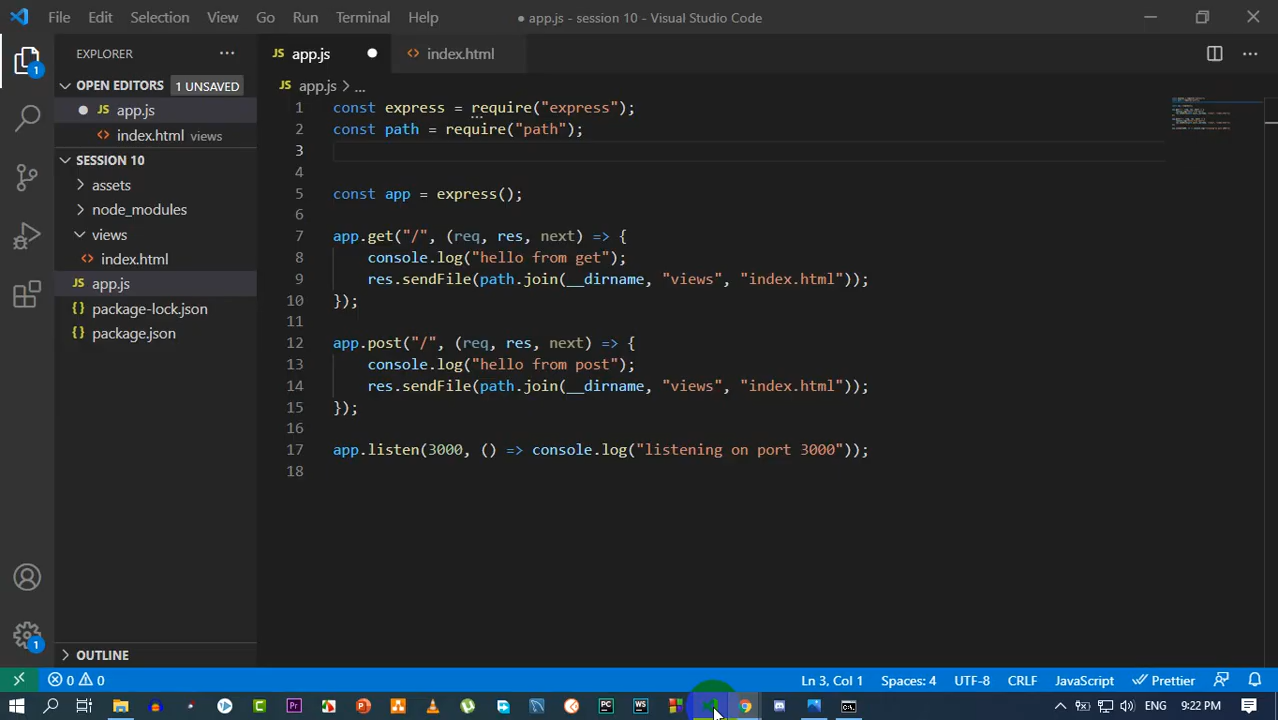 File Edit Selection View Go Run Terminal Help ● app.js - session 10 - Visual Studio Code
EXPLORER
app.js
index.html
OPEN EDITORS 1 UNSAVED
app.js
index.html views
SESSION 10
assets
node_modules
views
index.html
app.js
package-lock.json
package.json
OUTLINE
app.js > ...
1 const express = require("express");
2 const path = require("path");
3
4
5 const app = express();
6
7 app.get("/", (req, res, next) => {
8 console.log("hello from get");
9 res.sendFile(path.join(__dirname, "views", "index.html"));
10 });
11
12 app.post("/", (req, res, next) => {
13 console.log("hello from post");
14 res.sendFile(path.join(__dirname, "views", "index.html"));
15 });
16
17 app.listen(3000, () => console.log("listening on port 3000"));
18
1
1
0 0 Ln 3, Col 1 Spaces: 4 UTF-8 CRLF JavaScript Prettier
PC WS ENG 9:22 PM